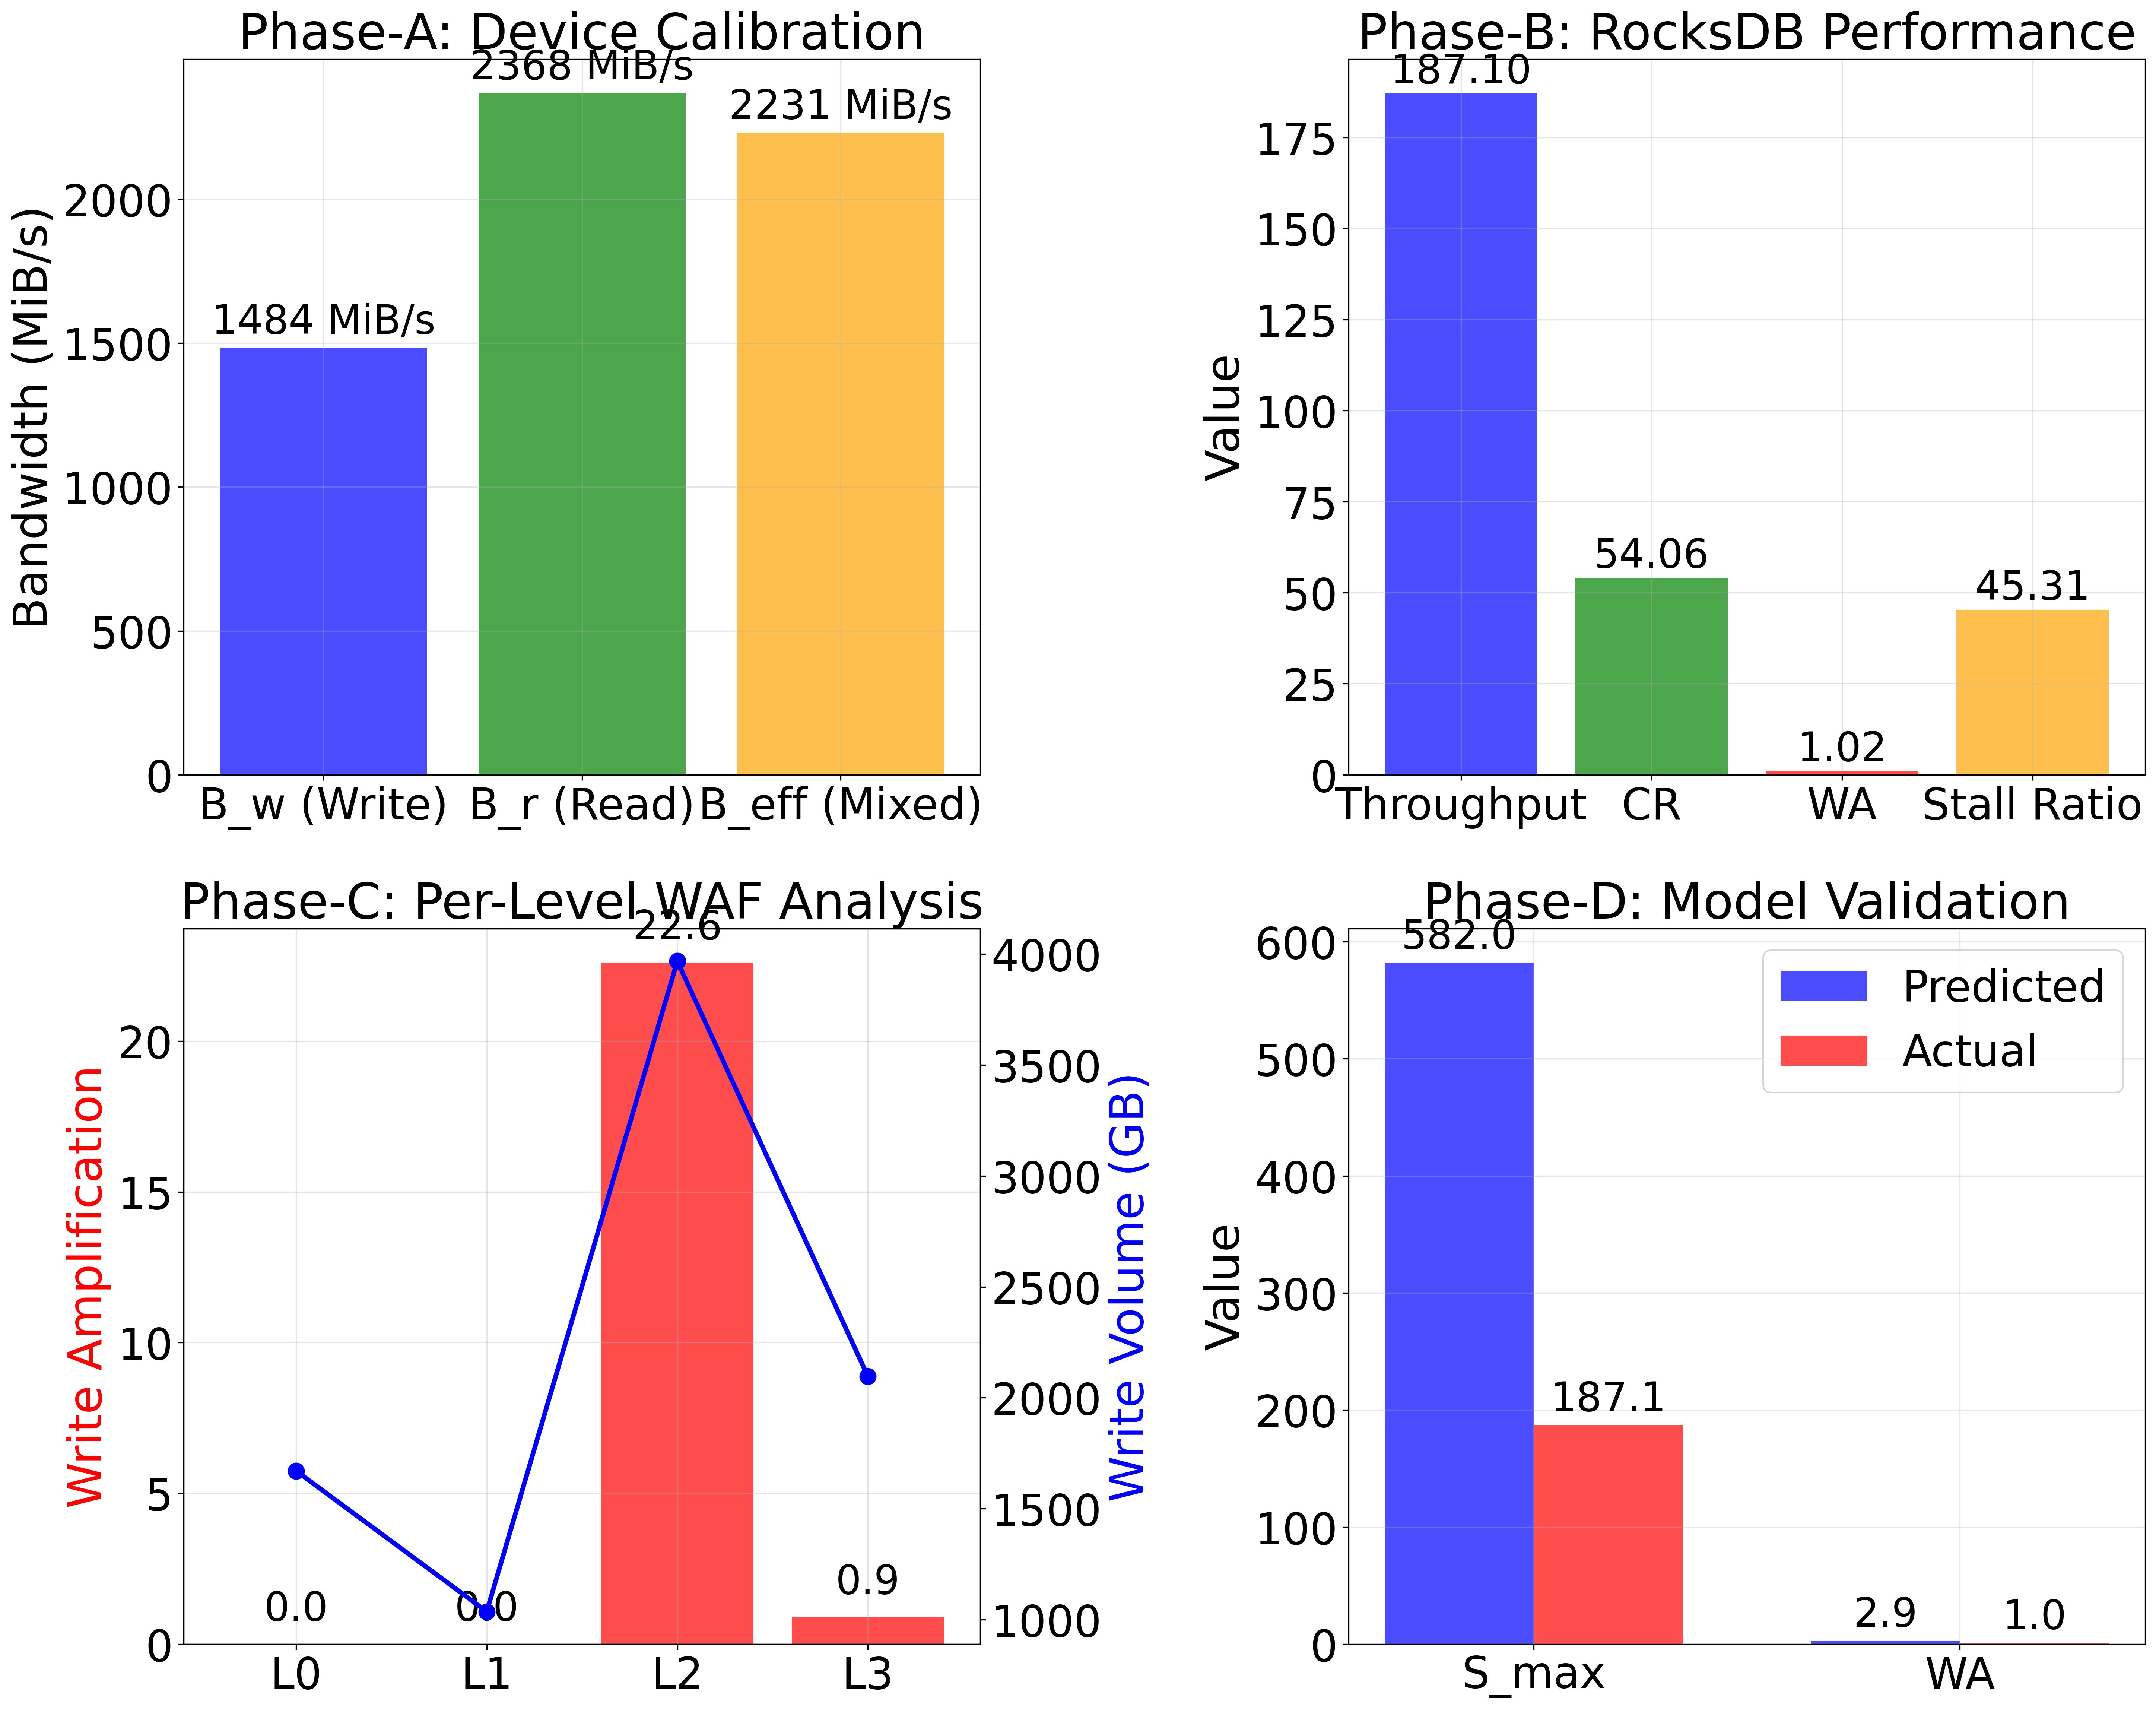 Phase-A: Device Calibration
2368 MiB/s
2231 MiB/s
1484 MiB/s
Bandwidth (MiB/s)
2000
1500
1000
500
0
B_w (Write)
B_r (Read)
B_eff (Mixed)
Phase-B: RocksDB Performance
187.10
54.06
1.02
45.31
Value
175
150
125
100
75
50
25
0
Throughput
CR
WA
Stall Ratio
Phase-C: Per-Level WAF Analysis
22.6
0.0
0.0
0.9
Write Amplification
20
15
10
5
0
L0
L1
L2
L3
4000
3500
3000
2500
2000
1500
1000
Write Volume (GB)
Phase-D: Model Validation
582.0
187.1
2.9
1.0
Predicted
Actual
Value
600
500
400
300
200
100
0
S_max
WA